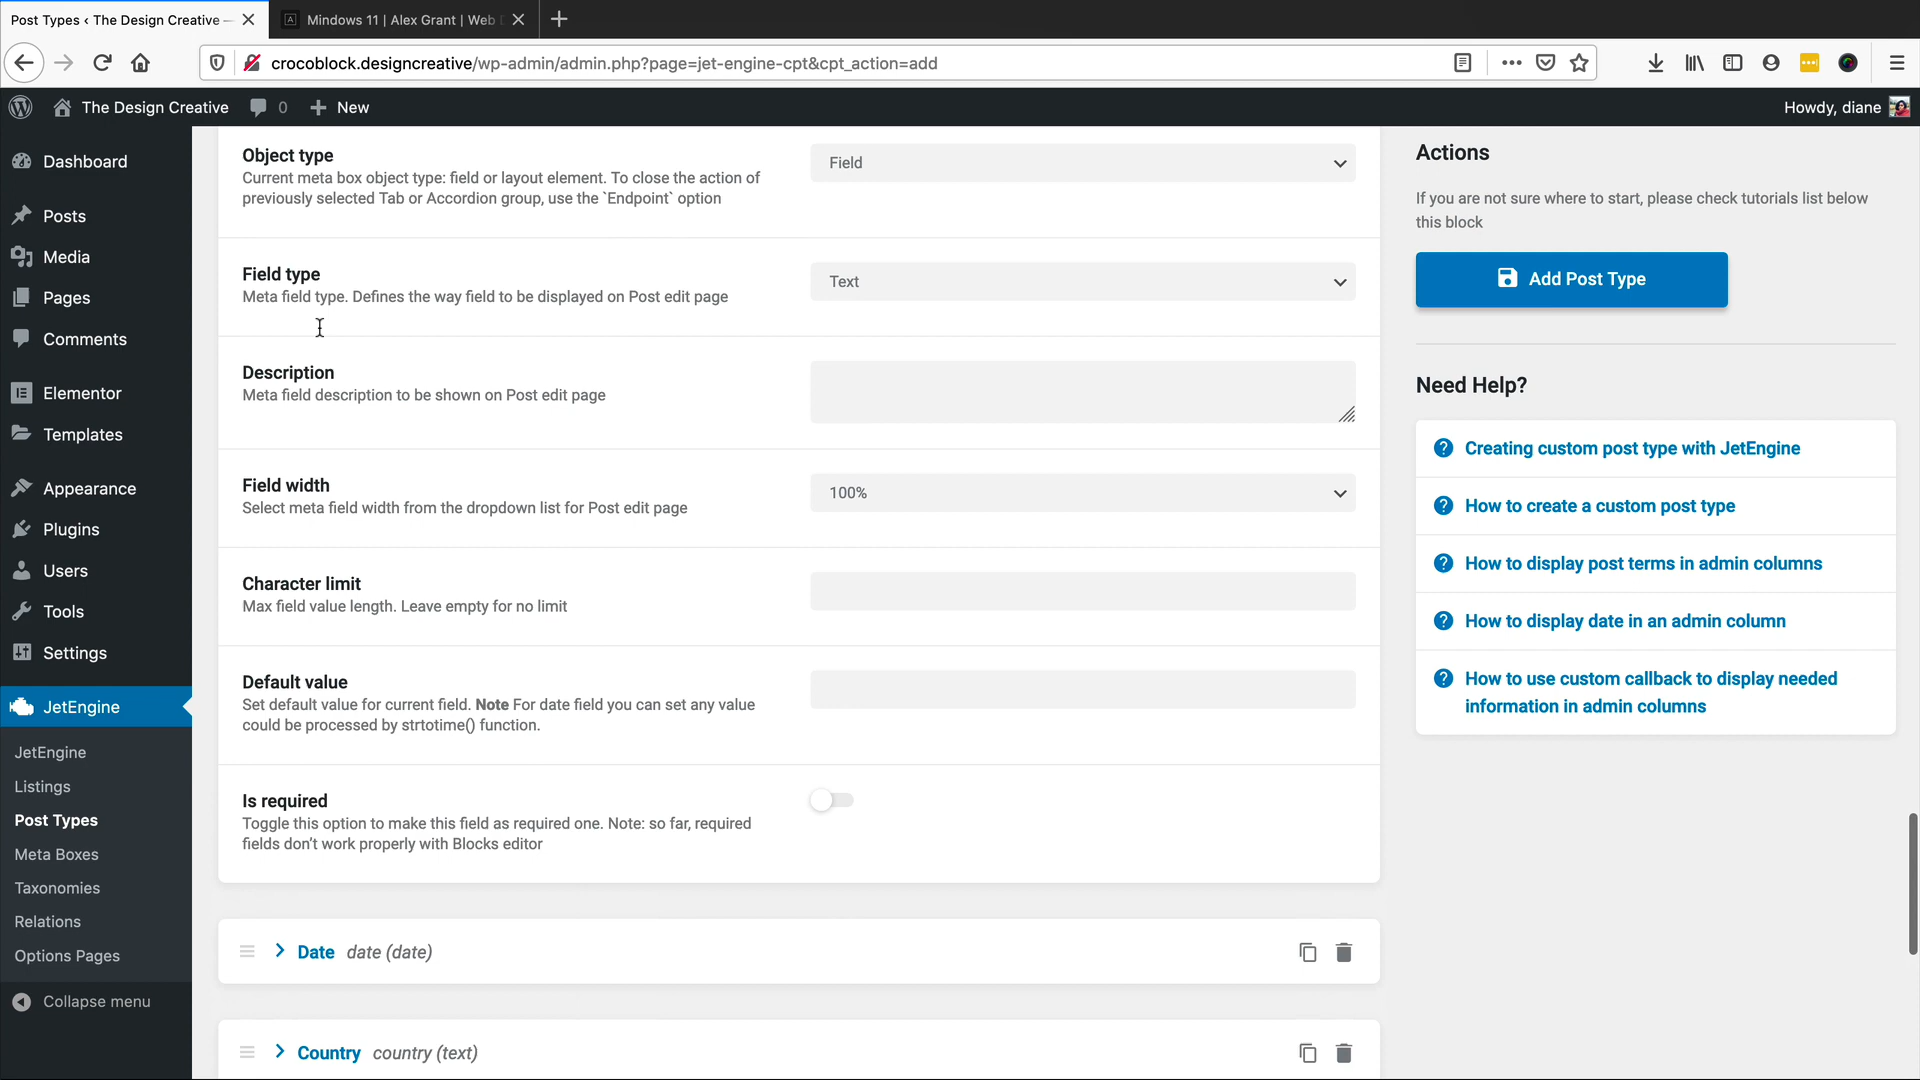 Post Types ‹ The Design Creative —
Mindows 11 | Alex Grant | Web
crocoblock.designcreative/wp-admin/admin.php?page=jet-engine-cpt&cpt_action=add
The Design Creative
0
New
Howdy, diane
Dashboard
Posts
Media
Pages
Comments
Elementor
Templates
Appearance
Plugins
Users
Tools
Settings
JetEngine
JetEngine
Listings
Post Types
Meta Boxes
Taxonomies
Relations
Options Pages
Collapse menu
Object type
Current meta box object type: field or layout element. To close the action of
previously selected Tab or Accordion group, use the `Endpoint` option
Field
Field type
Meta field type. Defines the way field to be displayed on Post edit page
Text
Description
Meta field description to be shown on Post edit page
Field width
Select meta field width from the dropdown list for Post edit page
100%
Character limit
Max field value length. Leave empty for no limit
Default value
Set default value for current field. Note For date field you can set any value
could be processed by strtotime() function.
Is required
Toggle this option to make this field as required one. Note: so far, required
fields don't work properly with Blocks editor
Date date (date)
Country country (text)
Actions
If you are not sure where to start, please check tutorials list below
this block
Add Post Type
Need Help?
Creating custom post type with JetEngine
How to create a custom post type
How to display post terms in admin columns
How to display date in an admin column
How to use custom callback to display needed
information in admin columns